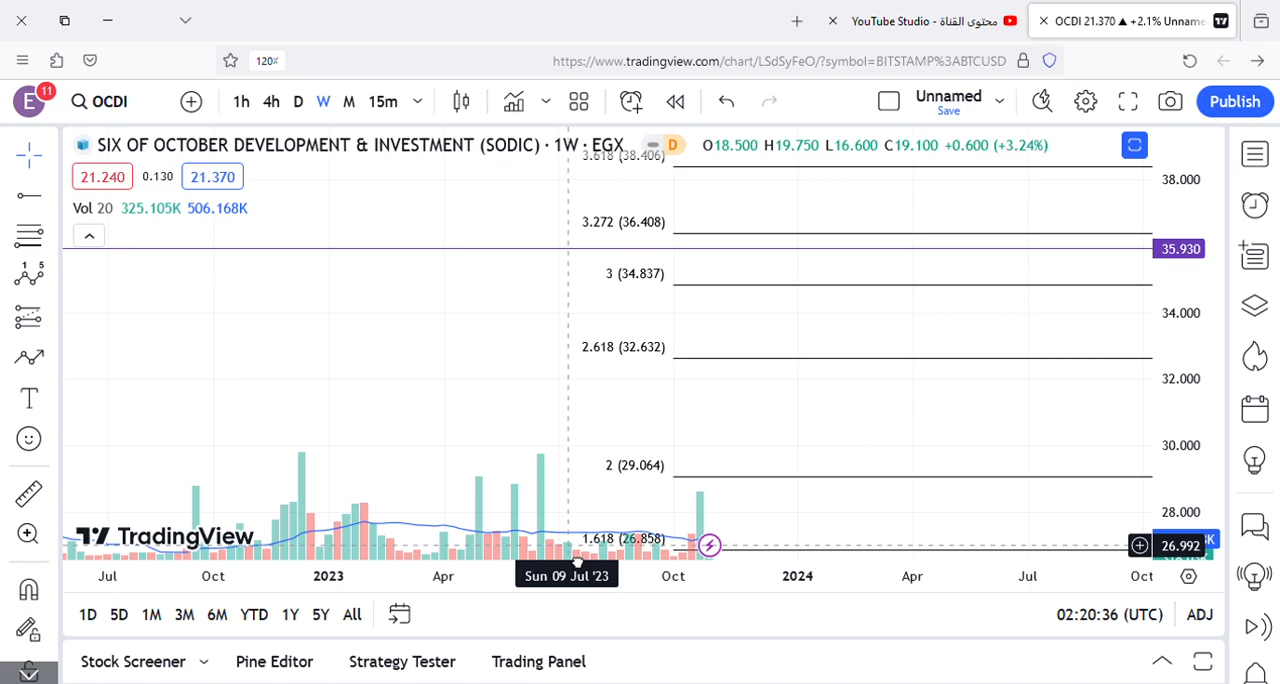 محتوى القناة - YouTube Studio
OCDI 21.370 ▲ +2.1% Unname
120%
https://www.tradingview.com/chart/LSdSyFeO/?symbol=BITSTAMP%3ABTCUSD
E
11
OCDI
1h 4h D W M 15m
Unnamed
Save
Publish
SIX OF OCTOBER DEVELOPMENT & INVESTMENT (SODIC) · 1W · EGX
D
O18.500 H19.750 L16.600 C19.100 +0.600 (+3.24%)
3.618 (38.406)
21.240 0.130 21.370
38.000
Vol 20 325.105K 506.168K
3.272 (36.408)
35.930
3 (34.837)
34.000
2.618 (32.632)
32.000
30.000
2 (29.064)
28.000
TradingView
1.618 (26.858)
K
26.992
Jul Oct 2023 Apr Sun 09 Jul '23 Oct 2024 Apr Jul Oct
1D 5D 1M 3M 6M YTD 1Y 5Y All
02:20:36 (UTC) ADJ
Stock Screener Pine Editor Strategy Tester Trading Panel
1 5
T